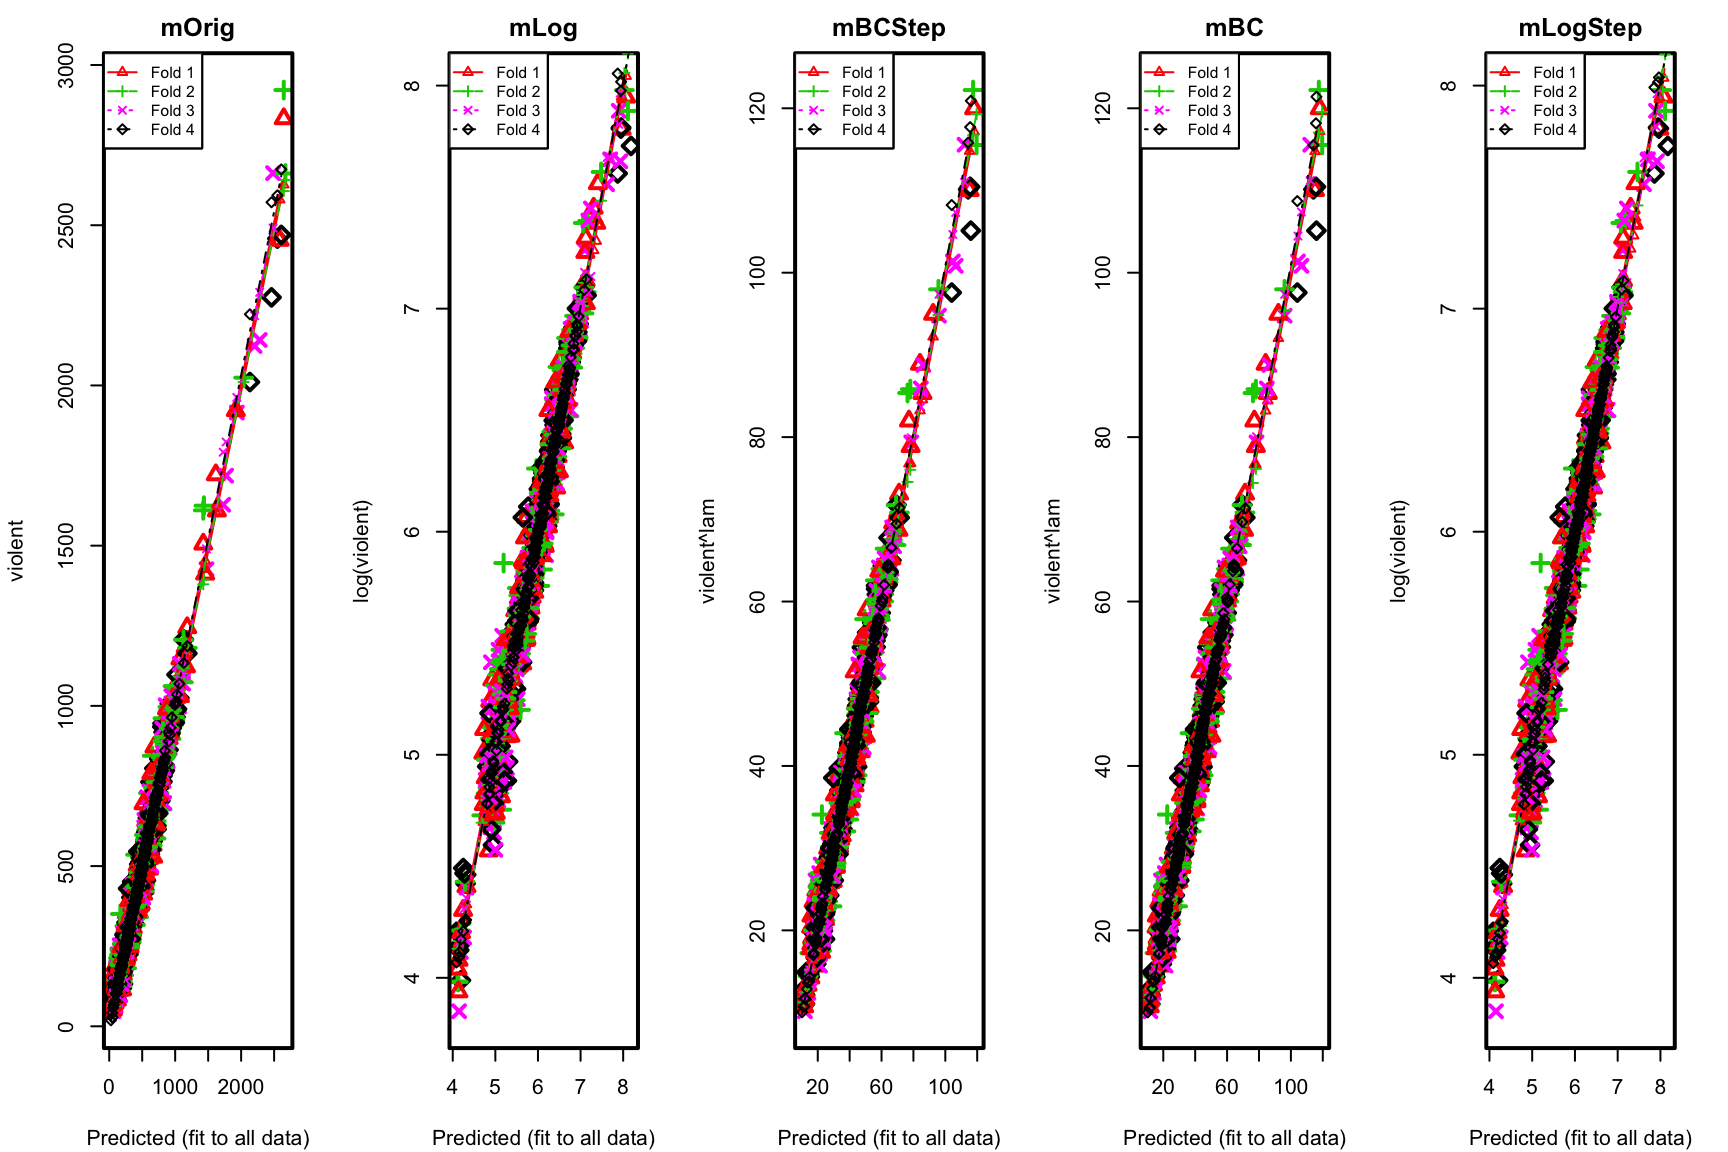 mOrig
violent
3000
2500
2000
1500
1000
500
0
Fold 1
Fold 2
Fold 3
Fold 4
0 1000 2000
Predicted (fit to all data)
mLog
log(violent)
8
7
6
5
4
Fold 1
Fold 2
Fold 3
Fold 4
4 5 6 7 8
Predicted (fit to all data)
mBCStep
violent^lam
120
100
80
60
40
20
Fold 1
Fold 2
Fold 3
Fold 4
20 60 100
Predicted (fit to all data)
mBC
violent^lam
120
100
80
60
40
20
Fold 1
Fold 2
Fold 3
Fold 4
20 60 100
Predicted (fit to all data)
mLogStep
log(violent)
8
7
6
5
4
Fold 1
Fold 2
Fold 3
Fold 4
4 5 6 7 8
Predicted (fit to all data)